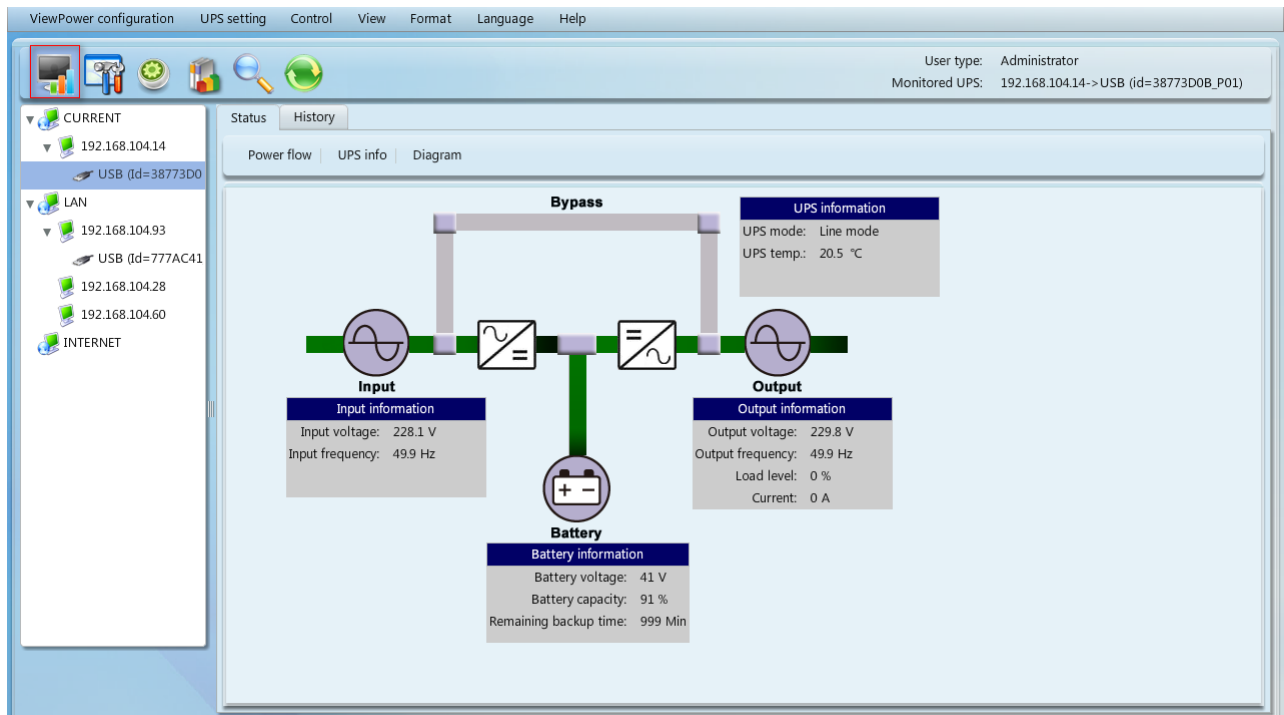 ViewPower configuration UPS setting Control View Format Language Help
User type: Administrator
Monitored UPS: 192.168.104.14->USB (id=38773D0B_P01)
CURRENT
192.168.104.14
USB (Id=38773D0
LAN
192.168.104.93
USB (Id=777AC41
192.168.104.28
192.168.104.60
INTERNET
Status History
Power flow UPS info Diagram
Bypass
UPS information
UPS mode: Line mode
UPS temp.: 20.5 ℃
Input
Input information
Input voltage: 228.1 V
Input frequency: 49.9 Hz
Output
Output information
Output voltage: 229.8 V
Output frequency: 49.9 Hz
Load level: 0 %
Current: 0 A
Battery
Battery information
Battery voltage: 41 V
Battery capacity: 91 %
Remaining backup time: 999 Min